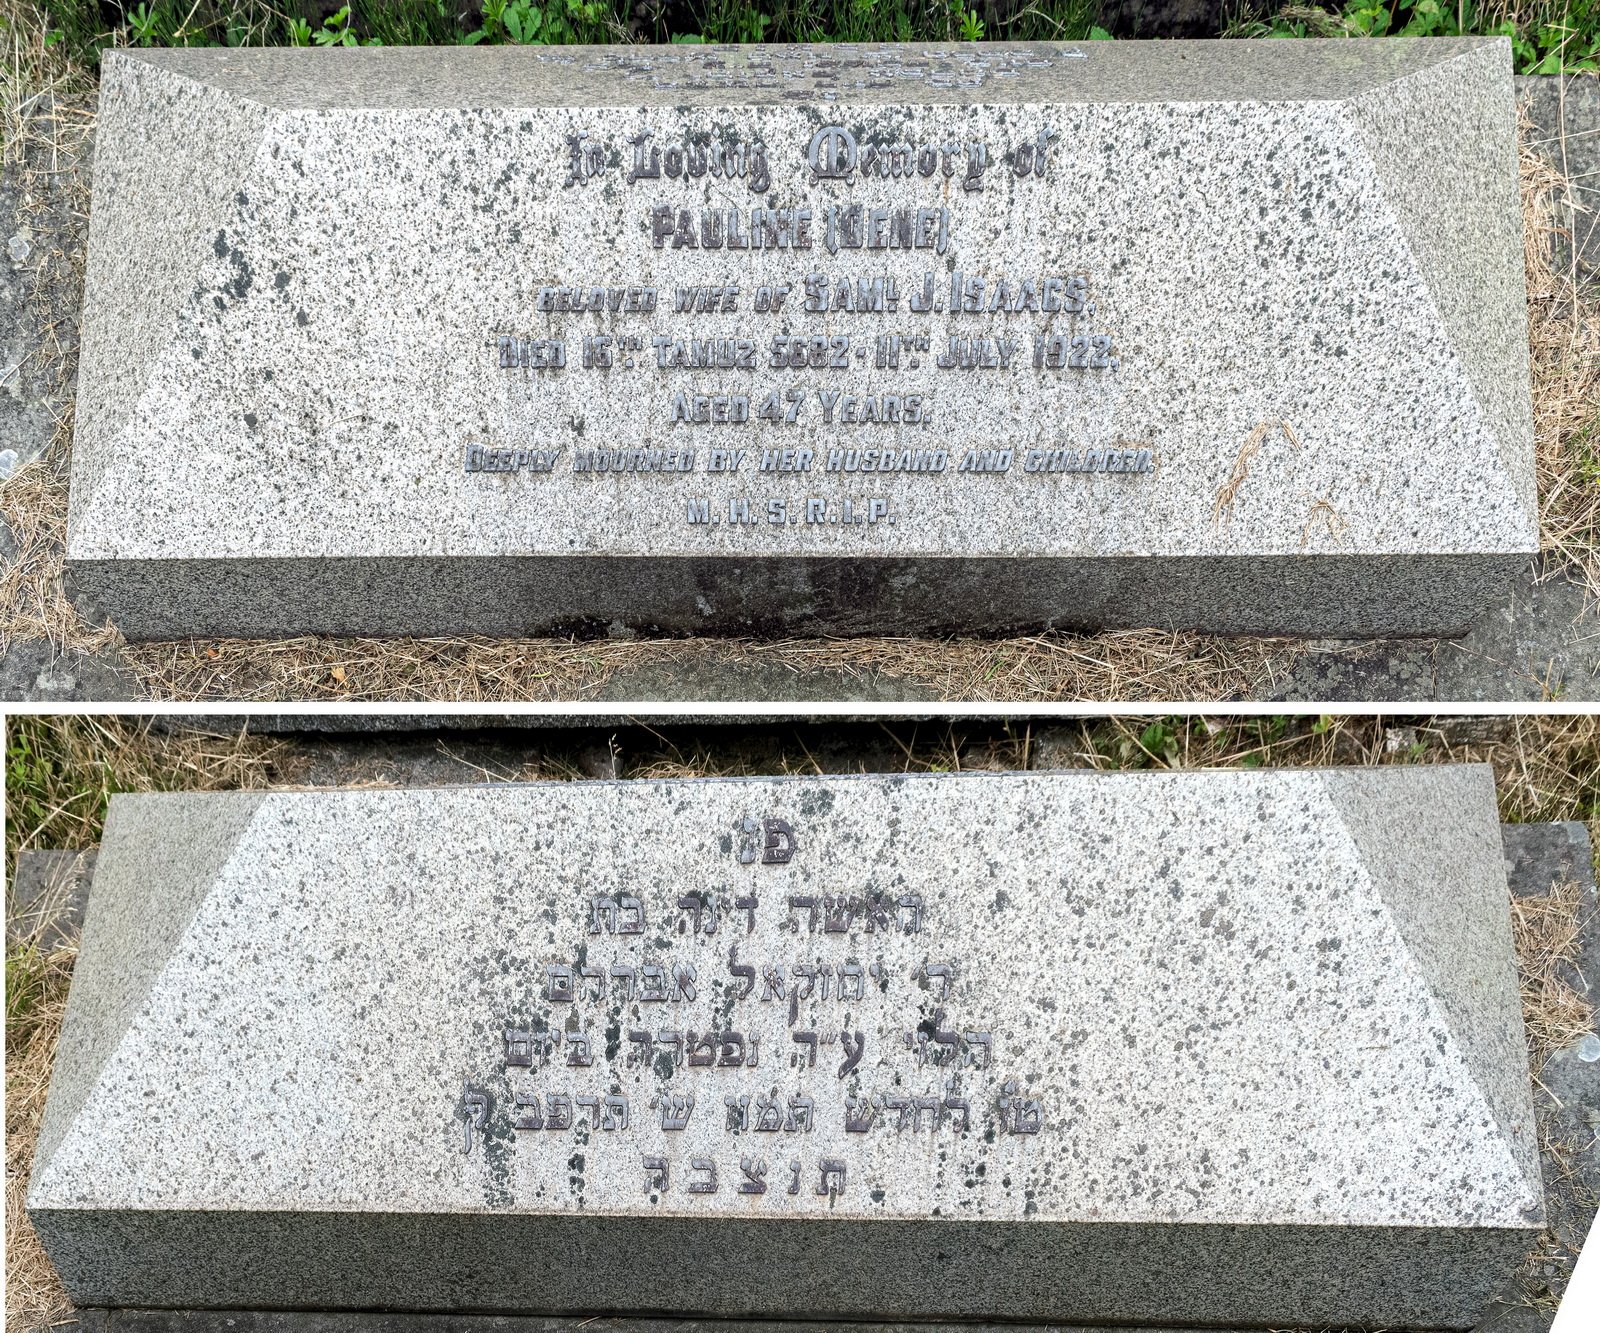 In Loving Memory of
PAULINE (DENE)
BELOVED WIFE OF SAML J. ISAACS,
DIED 16TH TAMUZ 5682 - 11TH JULY 1922,
AGED 47 YEARS.
DEEPLY MOURNED BY HER HUSBAND AND CHILDREN.
M.H.S.R.I.P.
פנ
ראשה דינה בת
ר' יחזקאל אברהם
הלוי ע״ה נפטרה ביום
טז לחדש תמוז ש' תרפב ק
תנצבה